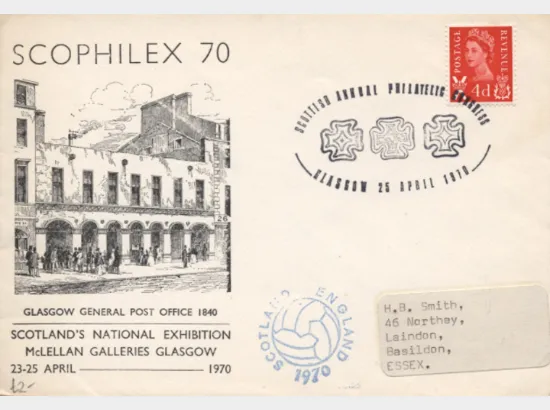 SCOPHILEX 70
GLASGOW GENERAL POST OFFICE 1840
SCOTLAND'S NATIONAL EXHIBITION
McLELLAN GALLERIES GLASGOW
23-25 APRIL 1970
£2-
POSTAGE
REVENUE
4d
SCOTTISH ANNUAL PHILATELIC CONGRESS
GLASGOW 25 APRIL 1970
SCOTLAND ENGLAND
1970
H.B. Smith,
46 Northey,
Laindon,
Basildon,
ESSEX.